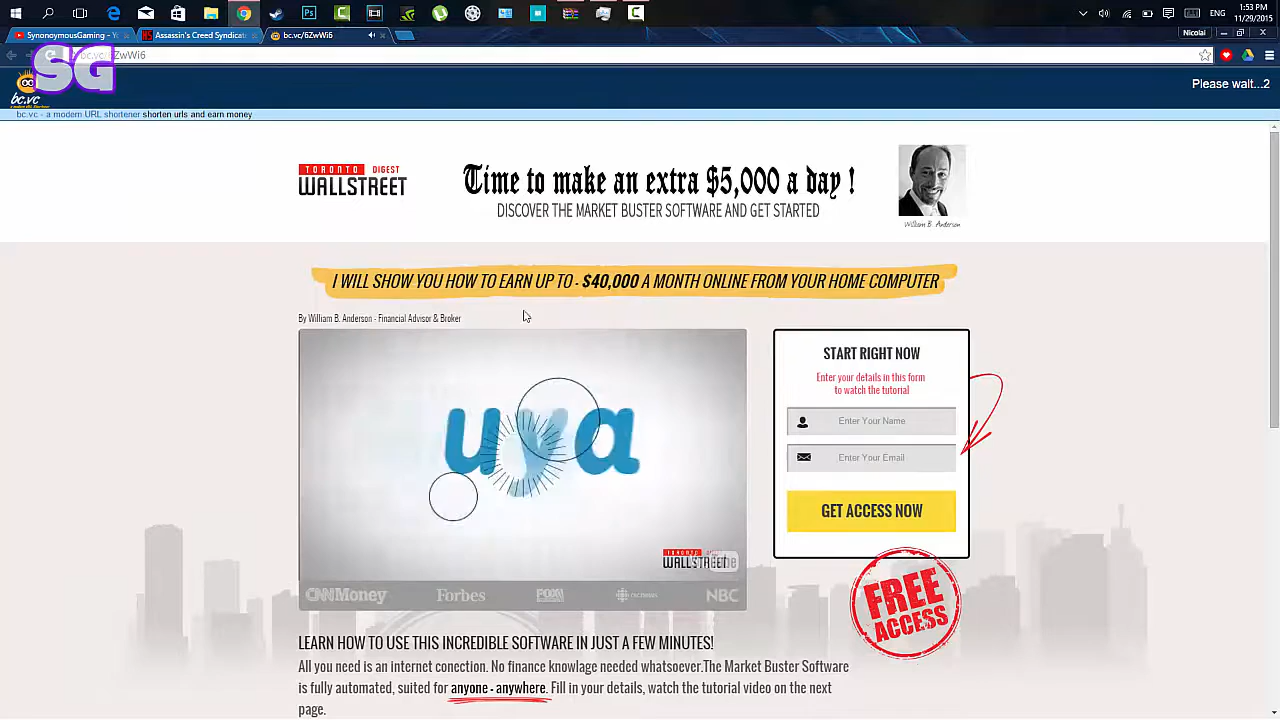 1:53 PM
ENG
11/29/2015
SynonoymousGaming - Y
Assassin's Creed Syndicate
bc.vc/6ZwWi6
Nicolai
bc.vc/6ZwWi6
SG
bc.vc
Please wait...2
bc.vc - a modern URL shortener shorten urls and earn money
TORONTO DIGEST
WALLSTREET
Time to make an extra $5,000 a day !
DISCOVER THE MARKET BUSTER SOFTWARE AND GET STARTED
William B. Anderson
I WILL SHOW YOU HOW TO EARN UP TO - $40,000 A MONTH ONLINE FROM YOUR HOME COMPUTER
By William B. Anderson - Financial Advisor & Broker
START RIGHT NOW
Enter your details in this form
to watch the tutorial
Enter Your Name
Enter Your Email
GET ACCESS NOW
uya
WALLSTREET
CNNMoney
Forbes
FOX
NBC
FREE
ACCESS
LEARN HOW TO USE THIS INCREDIBLE SOFTWARE IN JUST A FEW MINUTES!
All you need is an internet conection. No finance knowlage needed whatsoever.The Market Buster Software
is fully automated, suited for anyone - anywhere. Fill in your details, watch the tutorial video on the next
page.